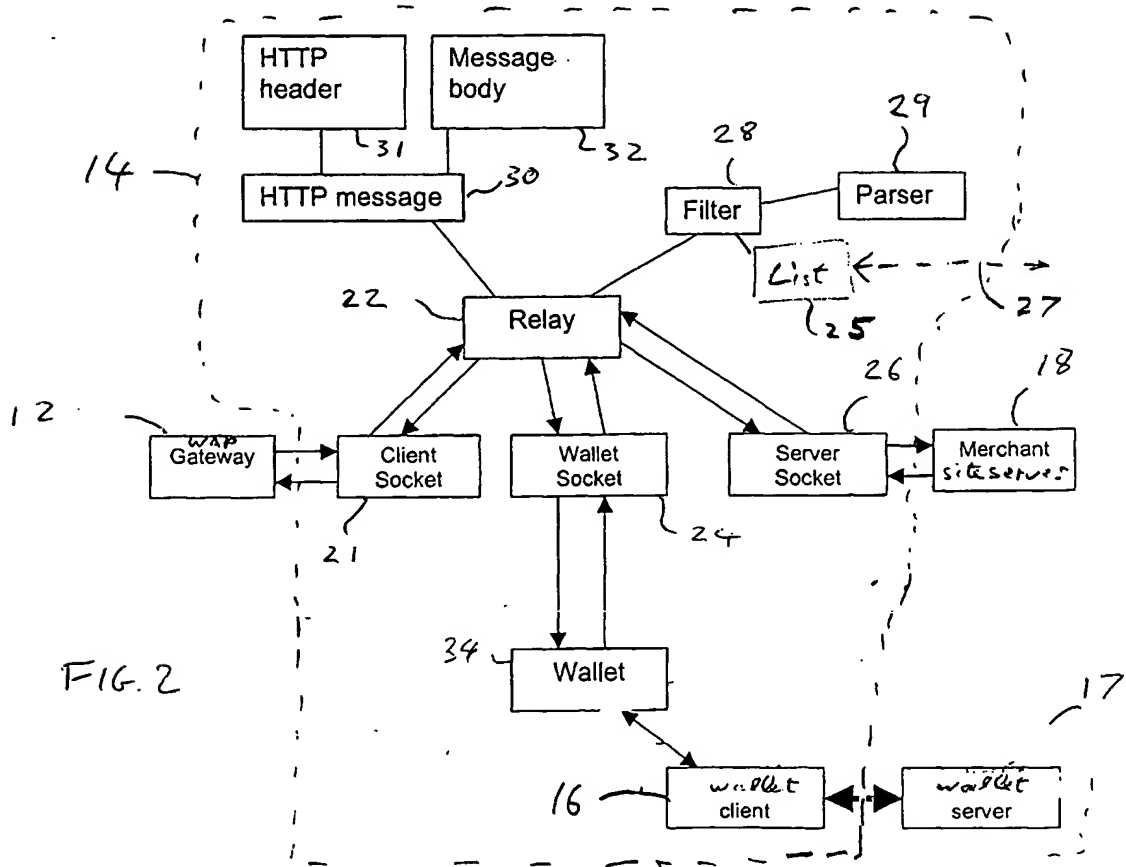 HTTP
header
Message
body
31
32
14
HTTP message
30
28
29
Filter
Parser
List
25
27
22
Relay
26
18
12
WAP
Gateway
Client
Socket
Wallet
Socket
Server
Socket
Merchant
site server
21
24
34
Wallet
FIG. 2
17
16
wallet
client
wallet
server